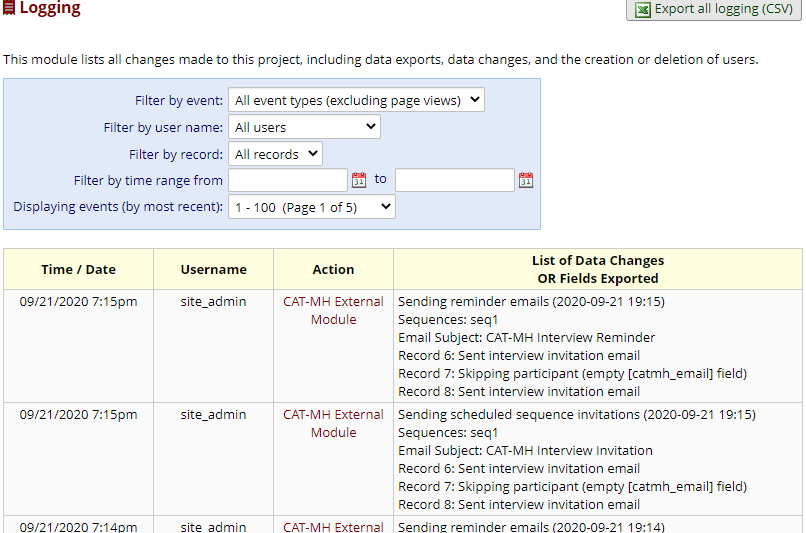 Logging
Export all logging (CSV)
This module lists all changes made to this project, including data exports, data changes, and the creation or deletion of users.
Filter by event: All event types (excluding page views)
Filter by user name: All users
Filter by record: All records
Filter by time range from 31 to 31
Displaying events (by most recent): 1 - 100 (Page 1 of 5)
Time / Date Username Action List of Data Changes
OR Fields Exported
09/21/2020 7:15pm site_admin CAT-MH External Sending reminder emails (2020-09-21 19:15)
Module Sequences: seq1
Email Subject: CAT-MH Interview Reminder
Record 6: Sent interview invitation email
Record 7: Skipping participant (empty [catmh_email] field)
Record 8: Sent interview invitation email
09/21/2020 7:15pm site_admin CAT-MH External Sending scheduled sequence invitations (2020-09-21 19:15)
Module Sequences: seq1
Email Subject: CAT-MH Interview Invitation
Record 6: Sent interview invitation email
Record 7: Skipping participant (empty [catmh_email] field)
Record 8: Sent interview invitation email
09/21/2020 7:14pm site_admin CAT-MH External Sending reminder emails (2020-09-21 19:14)